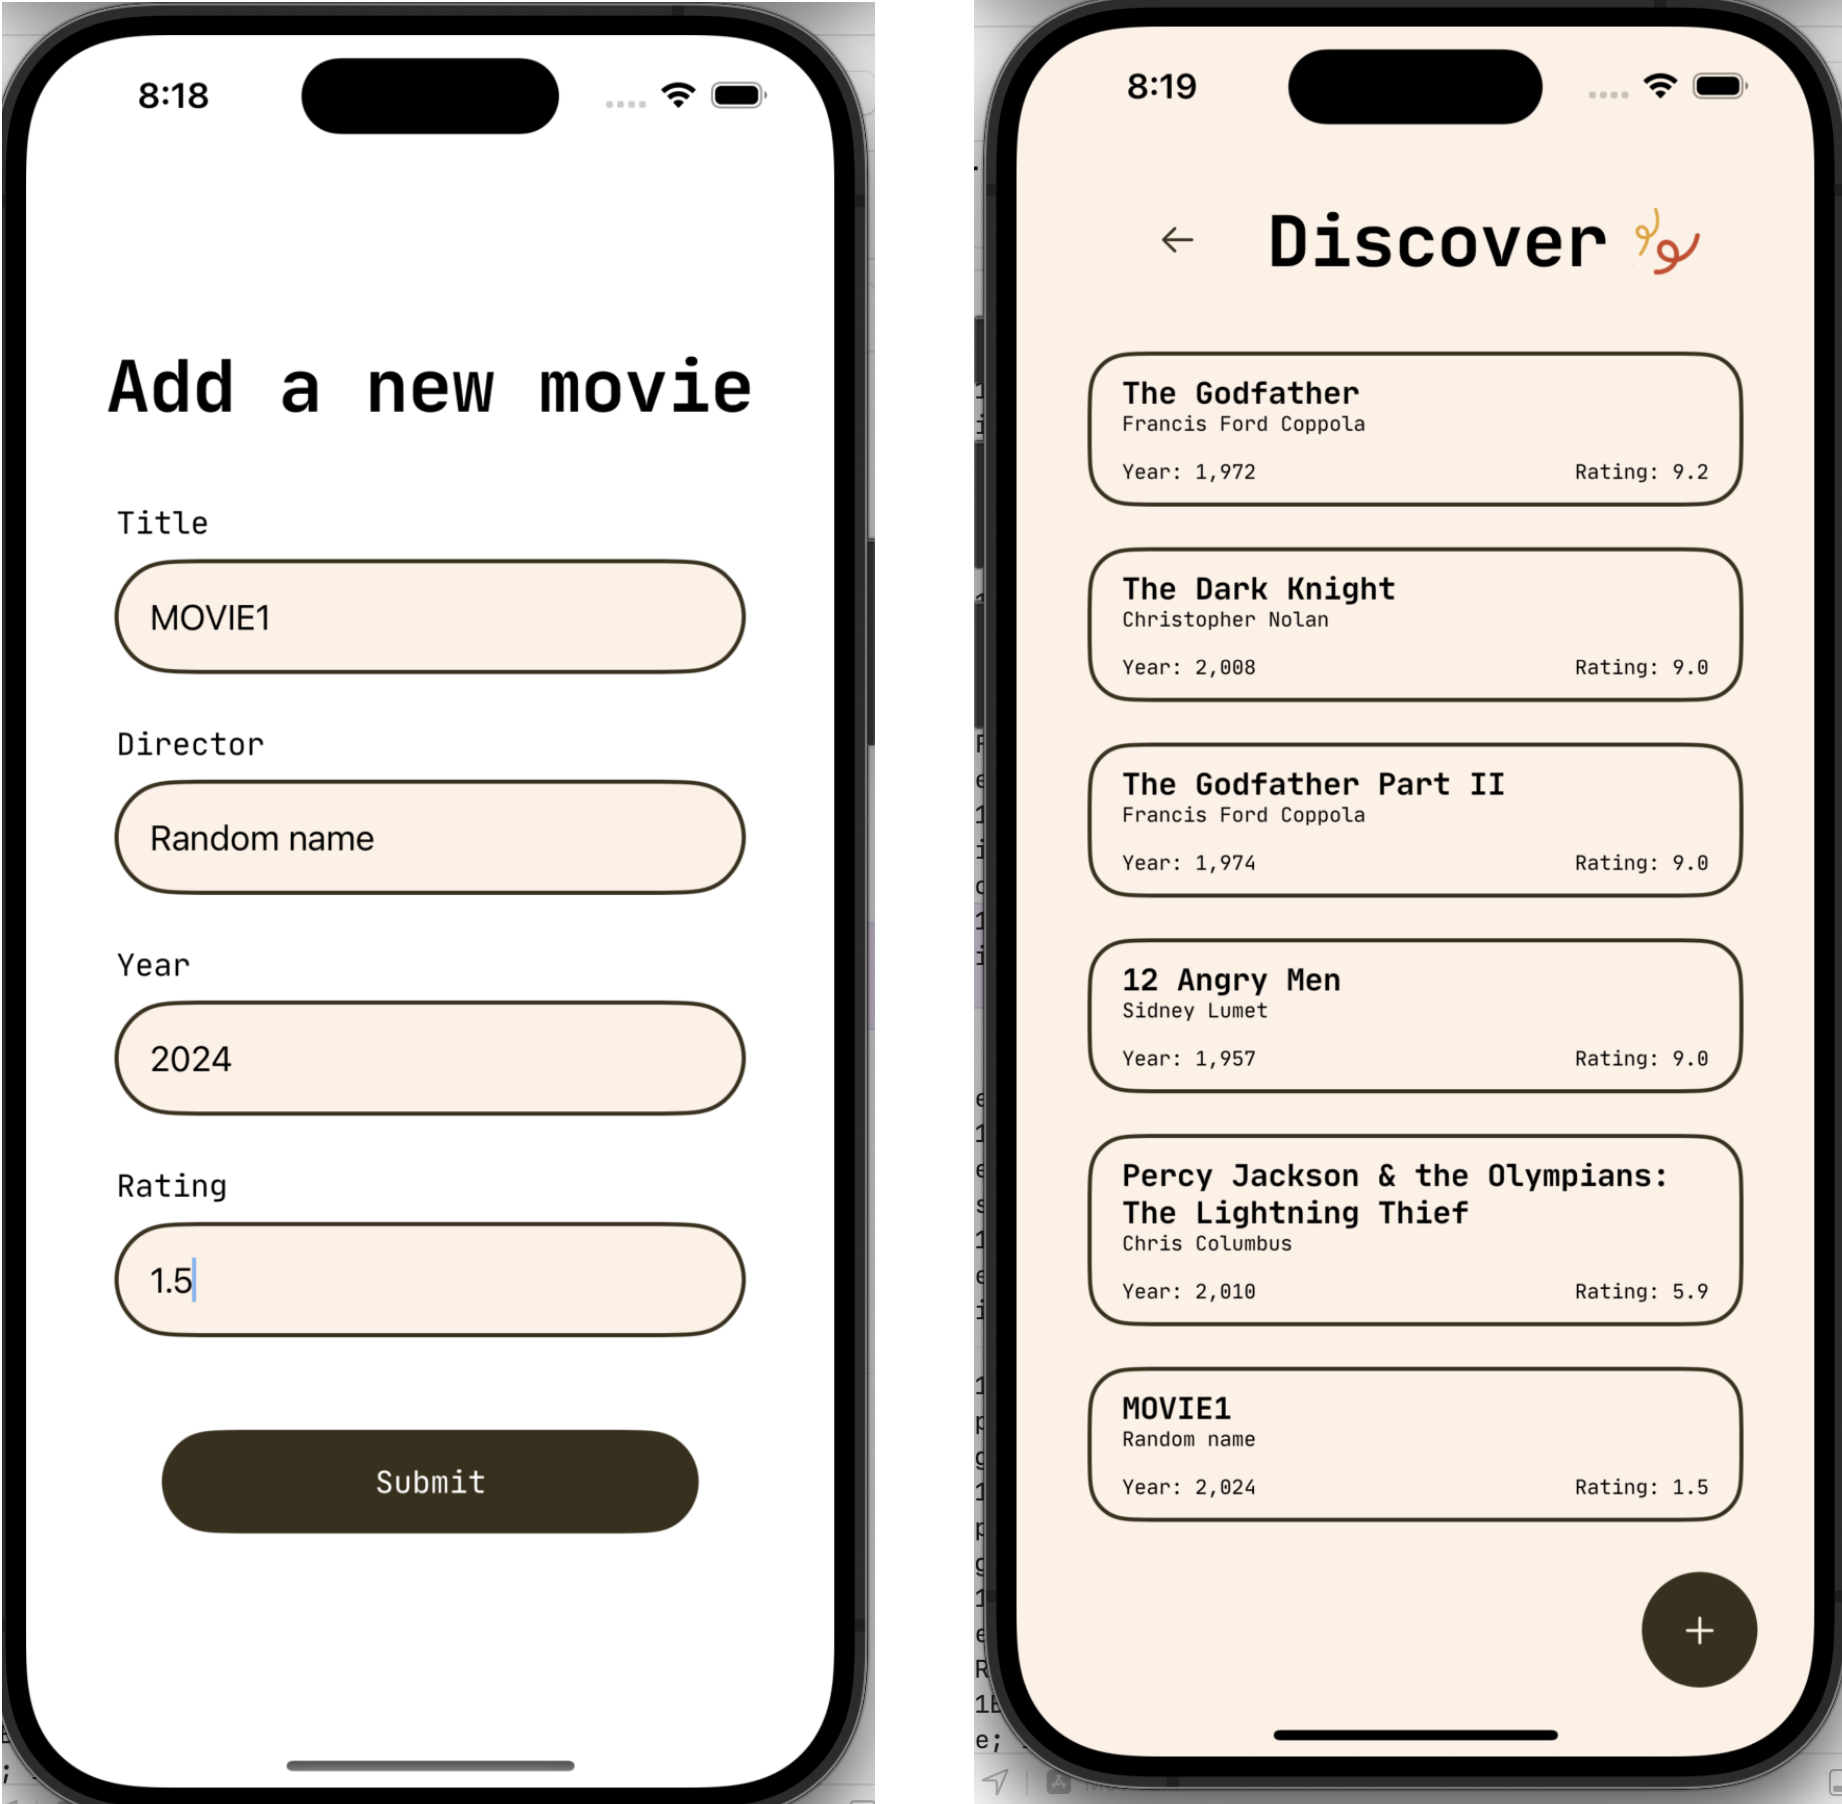 8:18
Add a new movie
Title
MOVIE1
Director
Random name
Year
2024
Rating
1.5
Submit
8:19
Discover
The Godfather
Francis Ford Coppola
Year: 1,972 Rating: 9.2
The Dark Knight
Christopher Nolan
Year: 2,008 Rating: 9.0
The Godfather Part II
Francis Ford Coppola
Year: 1,974 Rating: 9.0
12 Angry Men
Sidney Lumet
Year: 1,957 Rating: 9.0
Percy Jackson & the Olympians:
The Lightning Thief
Chris Columbus
Year: 2,010 Rating: 5.9
MOVIE1
Random name
Year: 2,024 Rating: 1.5
+